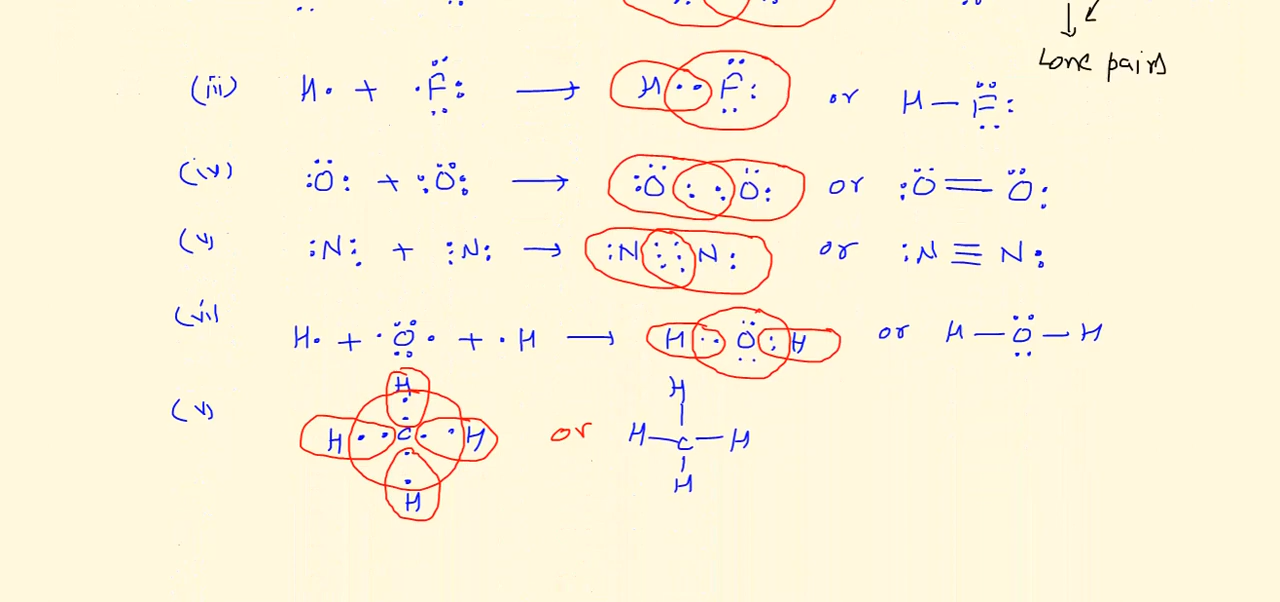 Lone pairs
(iii) H· + ·F̈: ⟶ H ·· F̈: or H — F̈:
(iv) :Ö: + :Ö: ⟶ :Ö : : Ö: or :Ö = Ö:
(v) :N⋮ + ⋮N: ⟶ :N ⋮⋮ N: or :N ≡ N:
(vi) H· + ·Ö· + ·H ⟶ H ·· Ö : H or H — Ö — H
H H
(v) H ·· C ·· H or H — C — H
H H